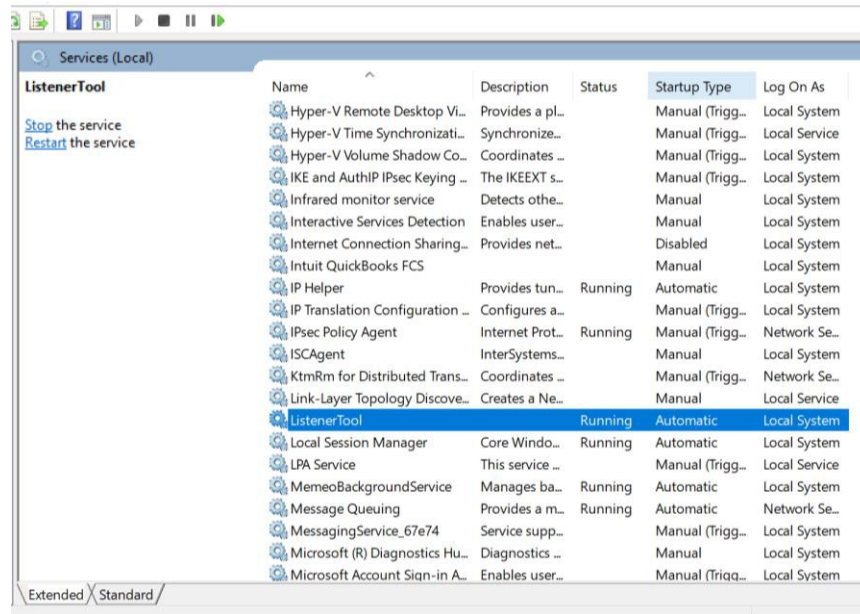 Services (Local)
ListenerTool
Stop the service
Restart the service
Name Description Status Startup Type Log On As
Hyper-V Remote Desktop Vi... Provides a pl... Manual (Trigg... Local System
Hyper-V Time Synchronizati... Synchronize... Manual (Trigg... Local Service
Hyper-V Volume Shadow Co... Coordinates ... Manual (Trigg... Local System
IKE and AuthIP IPsec Keying ... The IKEEXT s... Manual (Trigg... Local System
Infrared monitor service Detects othe... Manual Local System
Interactive Services Detection Enables user... Manual Local System
Internet Connection Sharing... Provides net... Disabled Local System
Intuit QuickBooks FCS Manual Local System
IP Helper Provides tun... Running Automatic Local System
IP Translation Configuration ... Configures a... Manual (Trigg... Local System
IPsec Policy Agent Internet Prot... Running Manual (Trigg... Network Se...
ISCAgent InterSystems... Manual Local System
KtmRm for Distributed Trans... Coordinates ... Manual (Trigg... Network Se...
Link-Layer Topology Discove... Creates a Ne... Manual Local Service
ListenerTool Running Automatic Local System
Local Session Manager Core Windo... Running Automatic Local System
LPA Service This service ... Manual (Trigg... Local Service
MemeoBackgroundService Manages ba... Running Automatic Local System
Message Queuing Provides a m... Running Automatic Network Se...
MessagingService_67e74 Service supp... Manual (Trigg... Local System
Microsoft (R) Diagnostics Hu... Diagnostics ... Manual Local System
Microsoft Account Sign-in A... Enables user... Manual (Trigg... Local System
Extended Standard